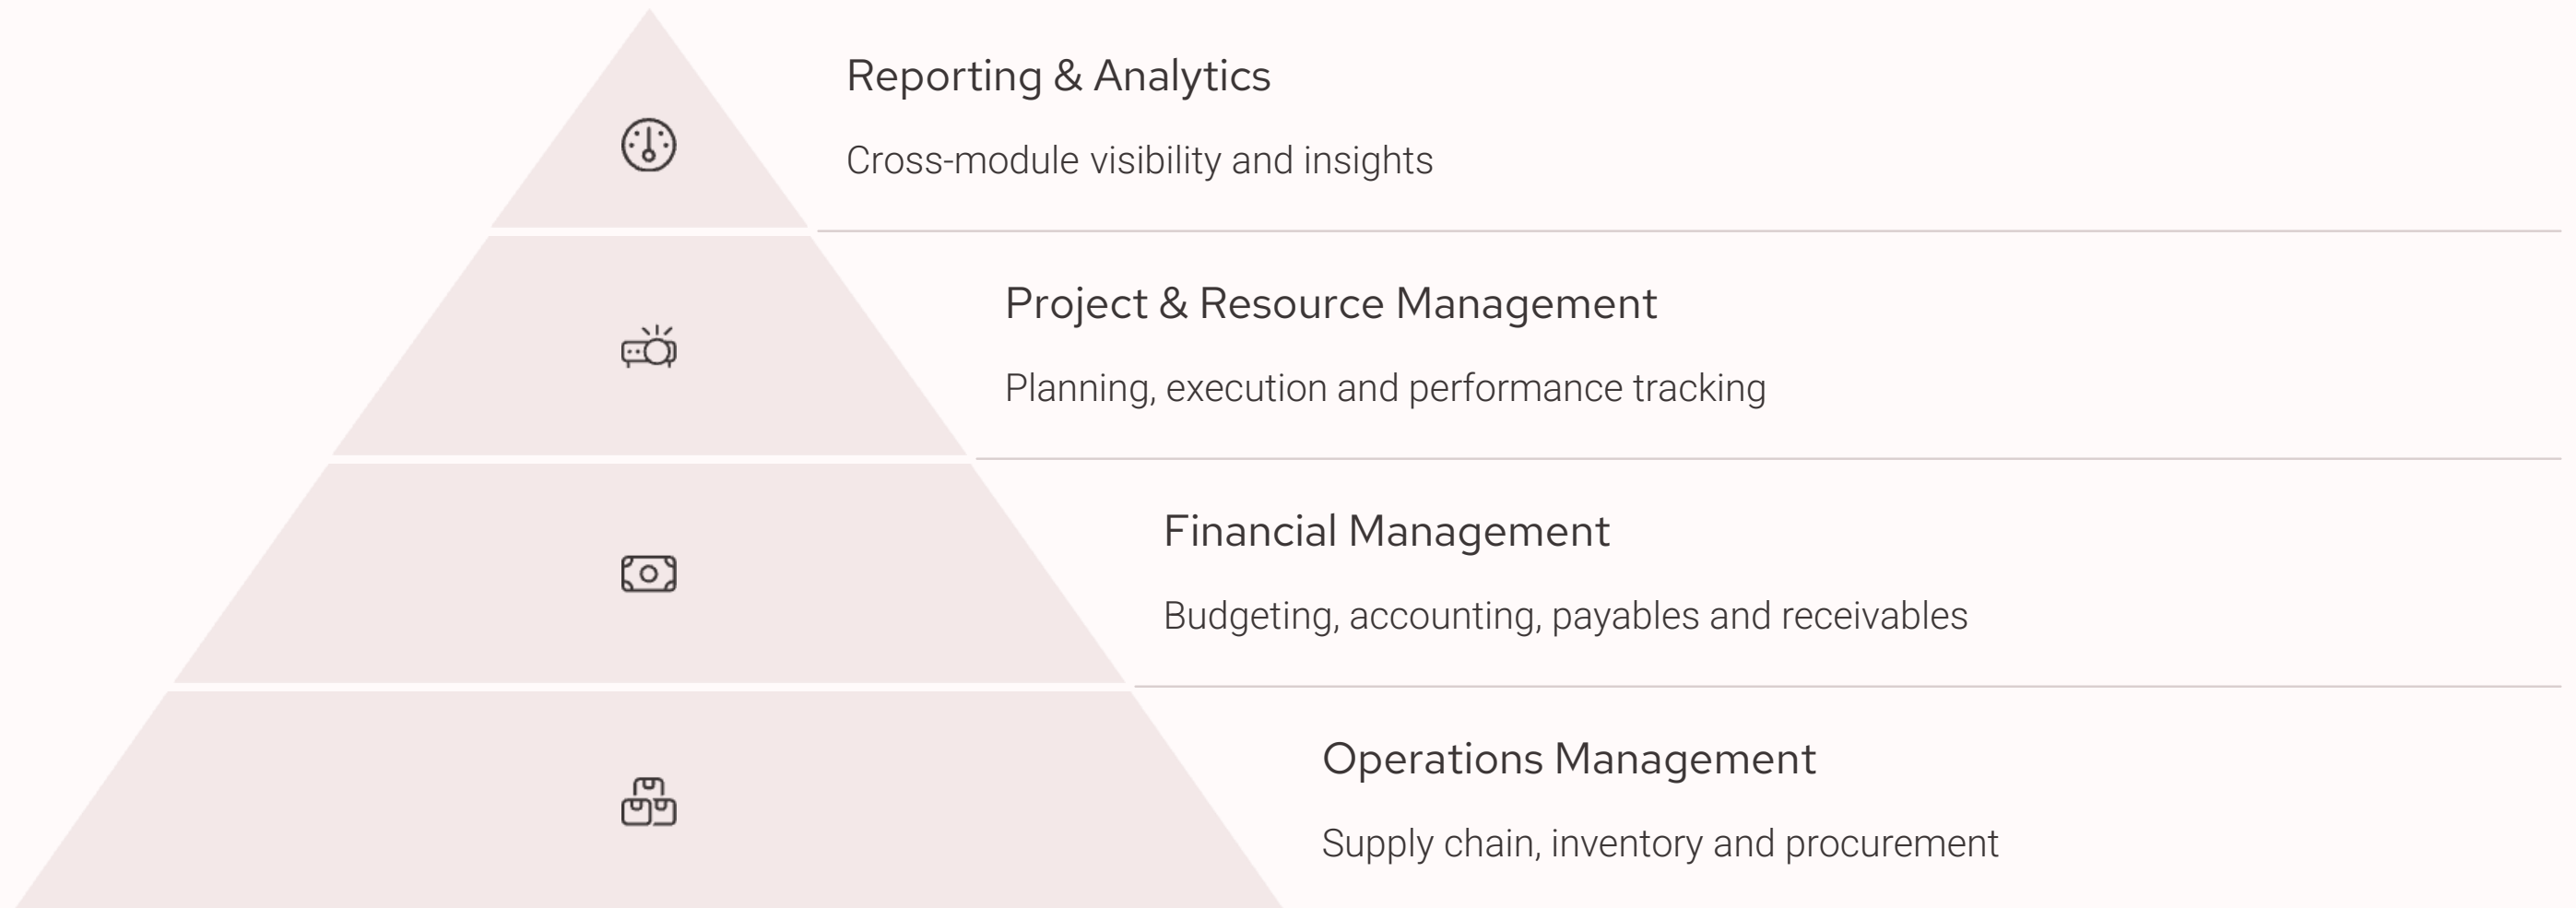 Reporting & Analytics
Cross-module visibility and insights
Project & Resource Management
Planning, execution and performance tracking
Financial Management
Budgeting, accounting, payables and receivables
Operations Management
Supply chain, inventory and procurement